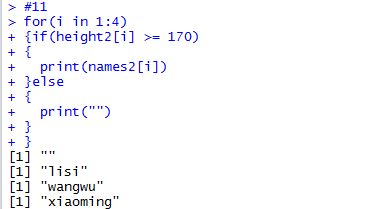 > #11
> for(i in 1:4)
+ {if(height2[i] >= 170)
+ {
+   print(names2[i])
+ }else
+ {
+   print("")
+ }
+ }
[1] ""
[1] "lisi"
[1] "wangwu"
[1] "xiaoming"